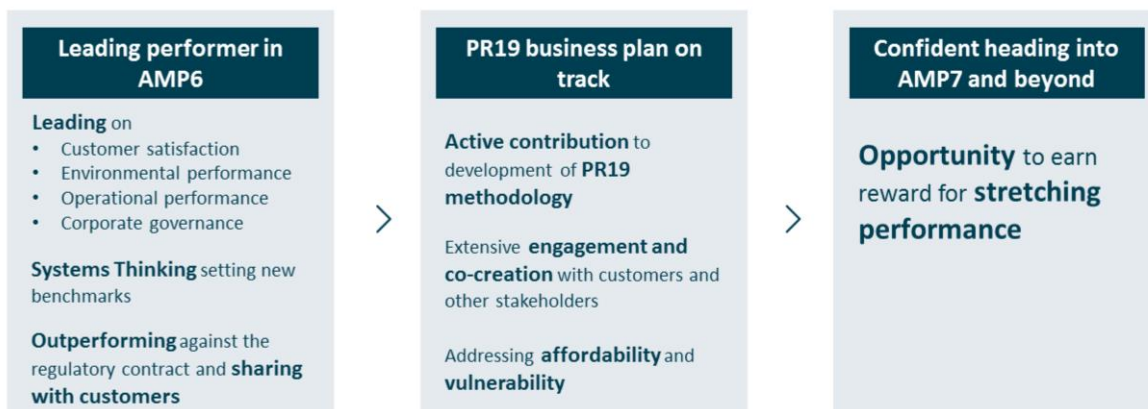 Leading performer in
AMP6
Leading on
• Customer satisfaction
• Environmental performance
• Operational performance
• Corporate governance
Systems Thinking setting new
benchmarks
Outperforming against the
regulatory contract and sharing
with customers
PR19 business plan on
track
Active contribution to
development of PR19
methodology
Extensive engagement and
co-creation with customers and
other stakeholders
Addressing affordability and
vulnerability
Confident heading into
AMP7 and beyond
Opportunity to earn
reward for stretching
performance